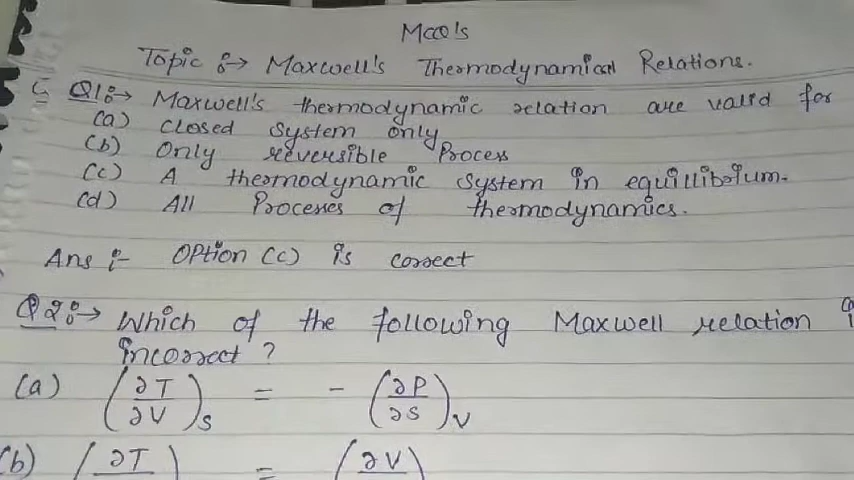 MCQ's
Topic :→ Maxwell's Thermodynamical Relations.
Q1:→ Maxwell's thermodynamic relation are valid for
(a) closed system only
(b) Only reversible Process
(c) A thermodynamic system in equillibrium.
(d) All Processes of thermodynamics.
Ans :- OPtion (c) is correct
Q2:→ Which of the following Maxwell relation
incorrect ?
(a) (∂T/∂V)S = - (∂P/∂S)V
(b) (∂T = (∂V